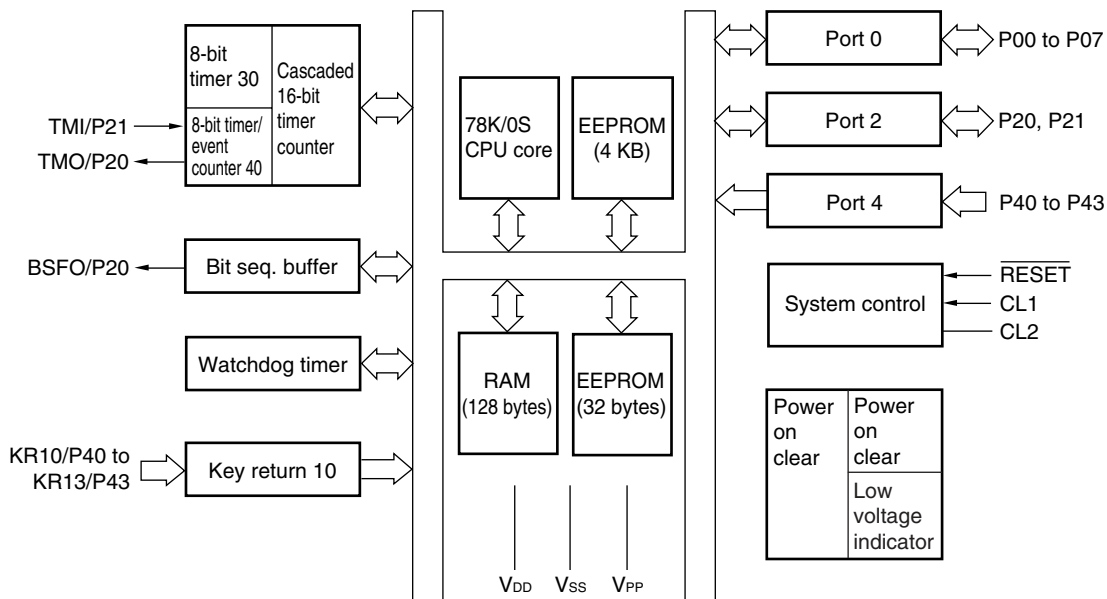 8-bit
timer 30
Cascaded
16-bit
timer
counter
8-bit timer/
event
counter 40
TMI/P21
TMO/P20
BSFO/P20
Bit seq. buffer
Watchdog timer
KR10/P40 to
KR13/P43
Key return 10
78K/0S
CPU core
EEPROM
(4 KB)
RAM
(128 bytes)
EEPROM
(32 bytes)
VDD
VSS
VPP
Port 0
P00 to P07
Port 2
P20, P21
Port 4
P40 to P43
System control
RESET
CL1
CL2
Power
on
clear
Power
on
clear
Low
voltage
indicator